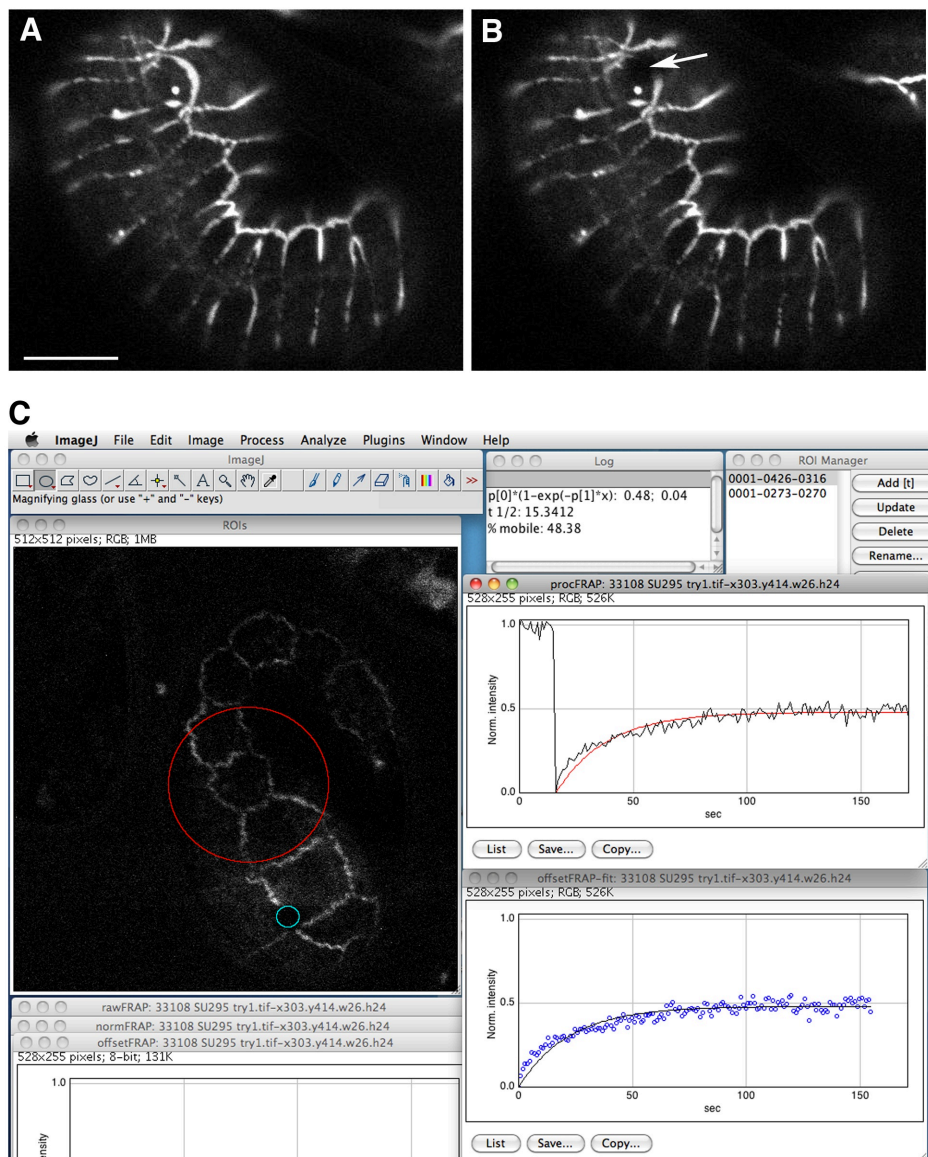 A
B
C
ImageJ File Edit Image Process Analyze Plugins Window Help
ImageJ
Magnifying glass (or use "+" and "-" keys)
Log
p[0]*(1-exp(-p[1]*x): 0.48; 0.04
t 1/2: 15.3412
% mobile: 48.38
ROI Manager
0001-0426-0316
0001-0273-0270
Add [t]
Update
Delete
Rename...
ROIs
512x512 pixels; RGB; 1MB
procFRAP: 33108 SU295 try1.tif-x303.y414.w26.h24
528x255 pixels; RGB; 526K
1.0
0.5
0.0
Norm. intensity
0 50 100 150
sec
List Save... Copy...
offsetFRAP-fit: 33108 SU295 try1.tif-x303.y414.w26.h24
528x255 pixels; RGB; 526K
1.0
0.5
0.0
Norm. intensity
0 50 100 150
sec
List Save... Copy...
rawFRAP: 33108 SU295 try1.tif-x303.y414.w26.h24
normFRAP: 33108 SU295 try1.tif-x303.y414.w26.h24
offsetFRAP: 33108 SU295 try1.tif-x303.y414.w26.h24
528x255 pixels; 8-bit; 131K
1.0
nsity